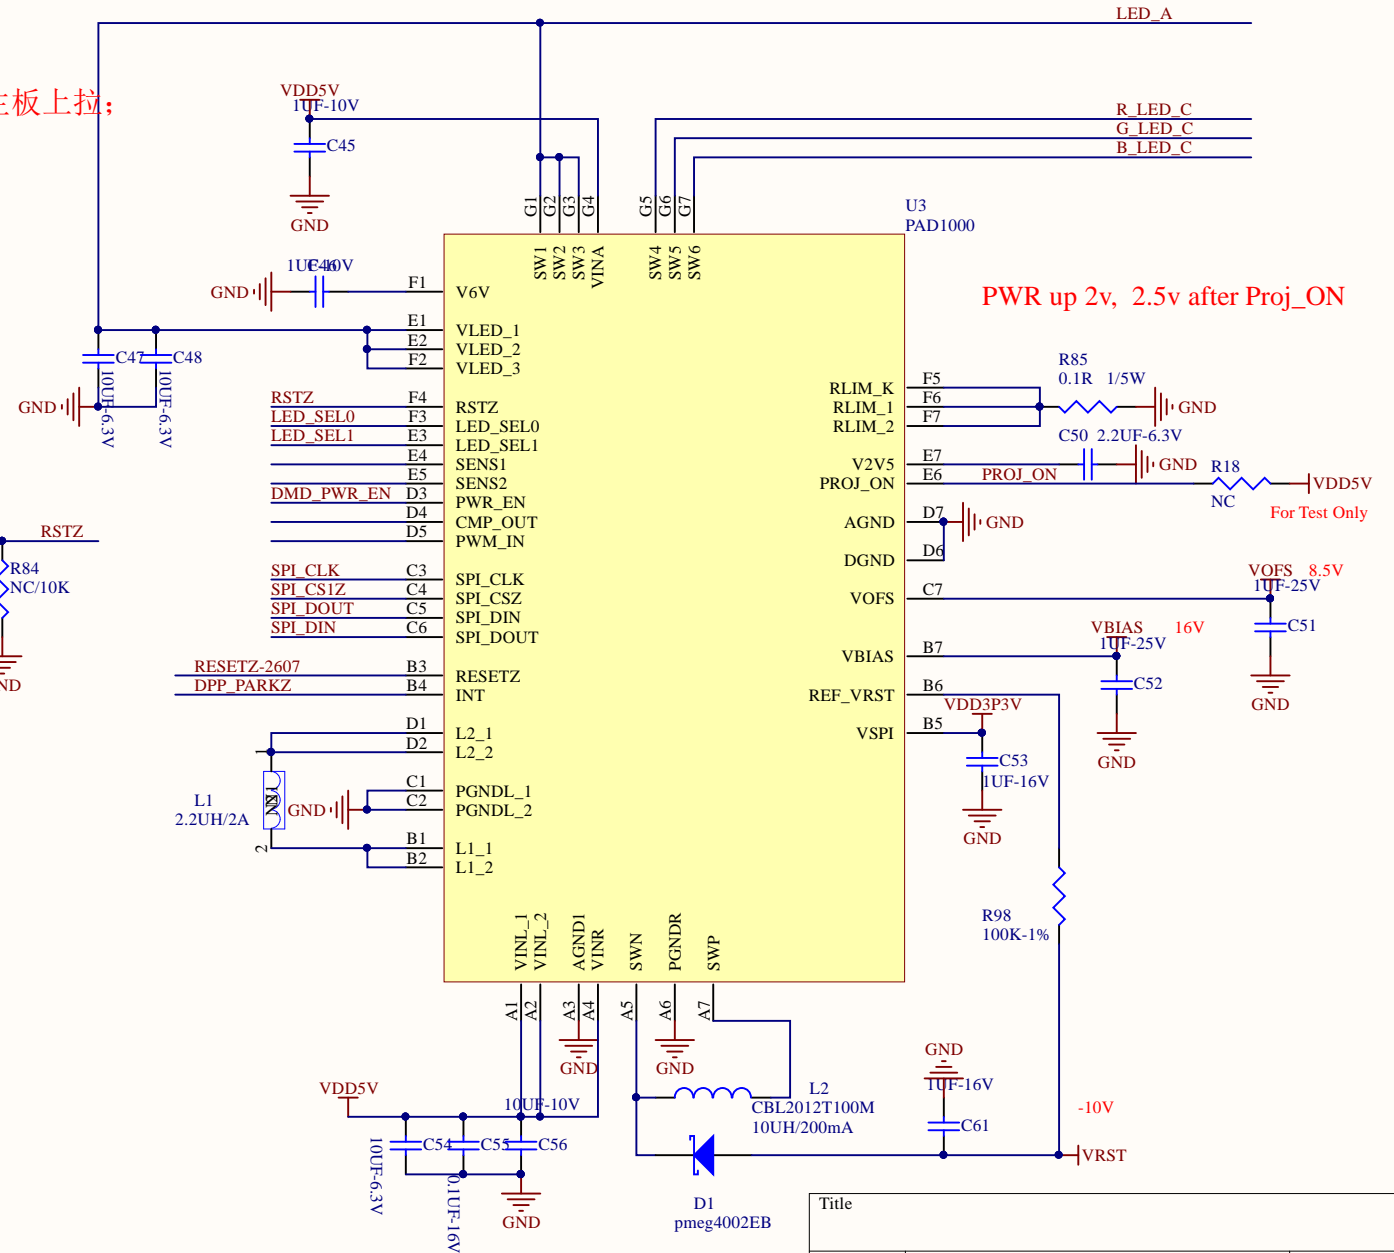 LED_A
VDD5V
1UF-10V
主板上拉;
C45
GND
R_LED_C
G_LED_C
B_LED_C
G1
G2
G3
G4
G5
G6
G7
U3
PAD1000
SW1
SW2
SW3
VINA
SW4
SW5
SW6
GND
1UF-10V
C46
F1
V6V
PWR up 2v, 2.5v after Proj_ON
E1
VLED_1
E2
VLED_2
F2
VLED_3
C47
C48
10UF-6.3V
10UF-6.3V
GND
RSTZ
F4
RSTZ
LED_SEL0
F3
LED_SEL0
LED_SEL1
E3
LED_SEL1
E4
SENS1
E5
SENS2
DMD_PWR_EN
D3
PWR_EN
D4
CMP_OUT
D5
PWM_IN
RLIM_K
F5
RLIM_1
F6
RLIM_2
F7
R85
0.1R 1/5W
GND
C50 2.2UF-6.3V
V2V5
E7
GND
PROJ_ON
E6
PROJ_ON
R18
NC
VDD5V
For Test Only
AGND
D7
GND
DGND
D6
RSTZ
R84
NC/10K
ND
SPI_CLK
C3
SPI_CLK
SPI_CS1Z
C4
SPI_CSZ
SPI_DOUT
C5
SPI_DIN
SPI_DIN
C6
SPI_DOUT
VOFS
C7
VOFS 8.5V
1UF-25V
C51
GND
VBIAS 16V
1UF-25V
VBIAS
B7
C52
GND
RESETZ-2607
B3
RESETZ
DPP_PARKZ
B4
INT
REF_VRST
B6
VDD3P3V
VSPI
B5
C53
1UF-16V
GND
D1
L2_1
D2
L2_2
1
L1
2.2UH/2A
2
GND
C1
PGNDL_1
C2
PGNDL_2
B1
L1_1
B2
L1_2
R98
100K-1%
VINL_1
VINL_2
AGND1
VINR
SWN
PGNDR
SWP
A1
A2
A3
A4
A5
A6
A7
GND
GND
VDD5V
10UF-10V
C54
C55
C56
10UF-6.3V
0.1UF-16V
GND
L2
CBL2012T100M
10UH/200mA
GND
1UF-16V
C61
-10V
VRST
D1
pmeg4002EB
Title